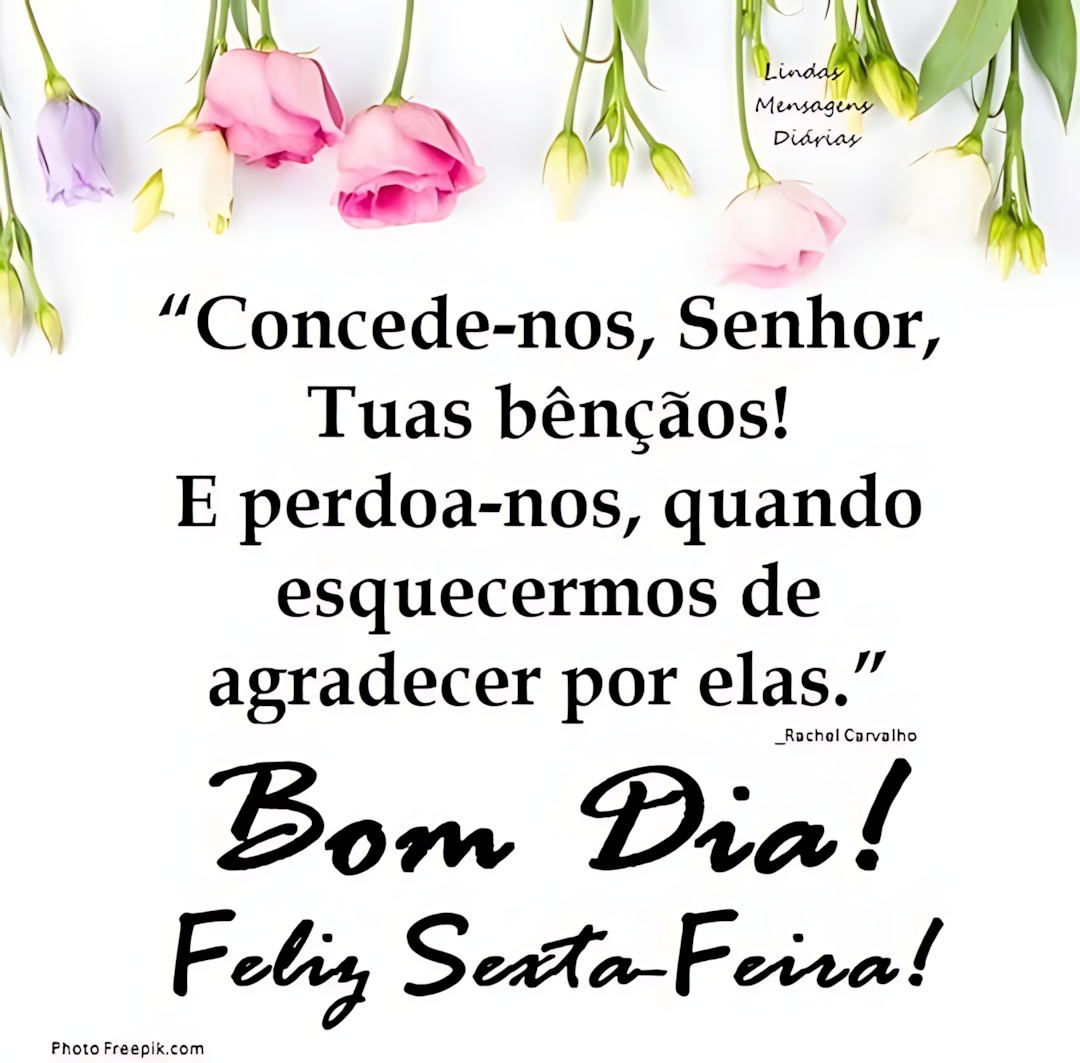 Lindas
Mensagens
Diárias
“Concede-nos, Senhor,
Tuas bênçãos!
E perdoa-nos, quando
esquecermos de
agradecer por elas.”
_Rachel Carvalho
Bom Dia!
Feliz Sexta-Feira!
Photo Freepik.com